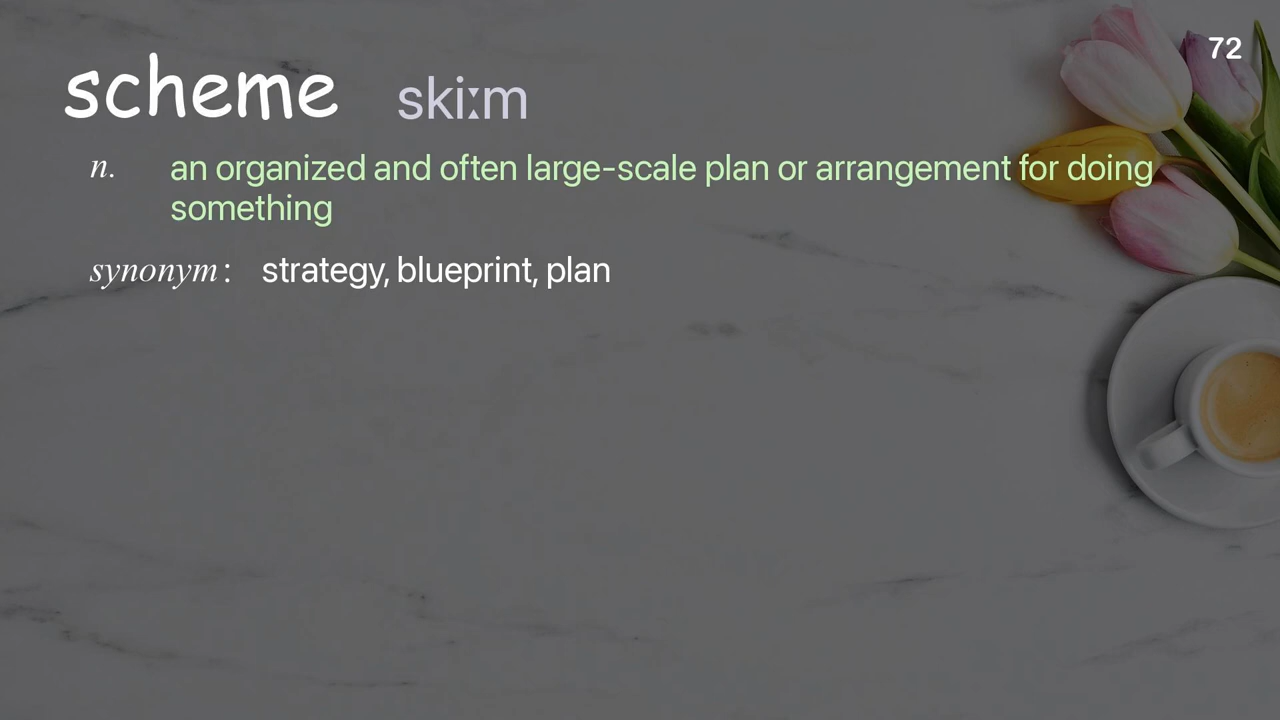 72
scheme skiːm
n. an organized and often large-scale plan or arrangement for doing
something
synonym: strategy, blueprint, plan